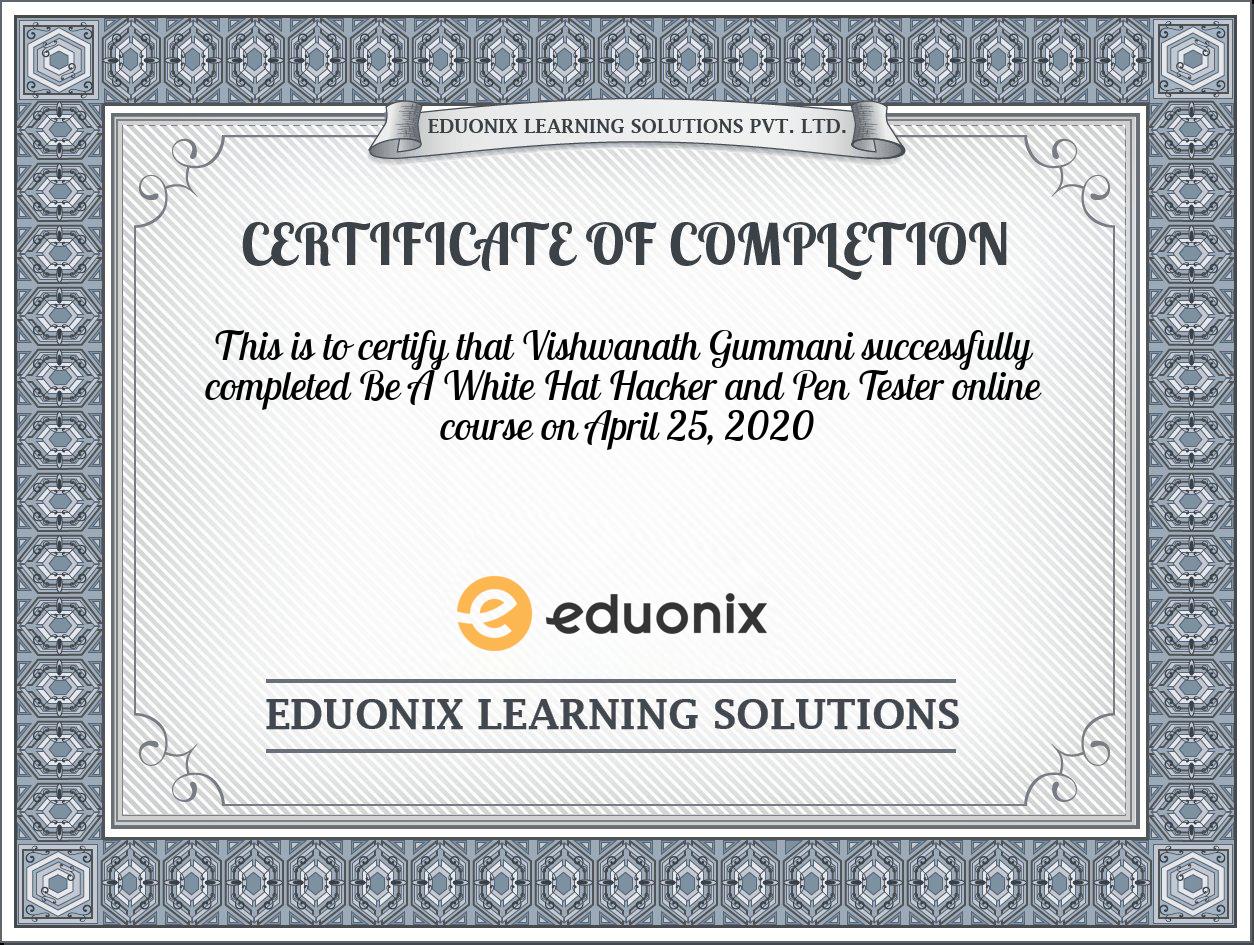 EDUONIX LEARNING SOLUTIONS PVT. LTD.
CERTIFICATE OF COMPLETION
This is to certify that Vishwanath Gummani successfully
completed Be A White Hat Hacker and Pen Tester online
course on April 25, 2020
e eduonix
EDUONIX LEARNING SOLUTIONS